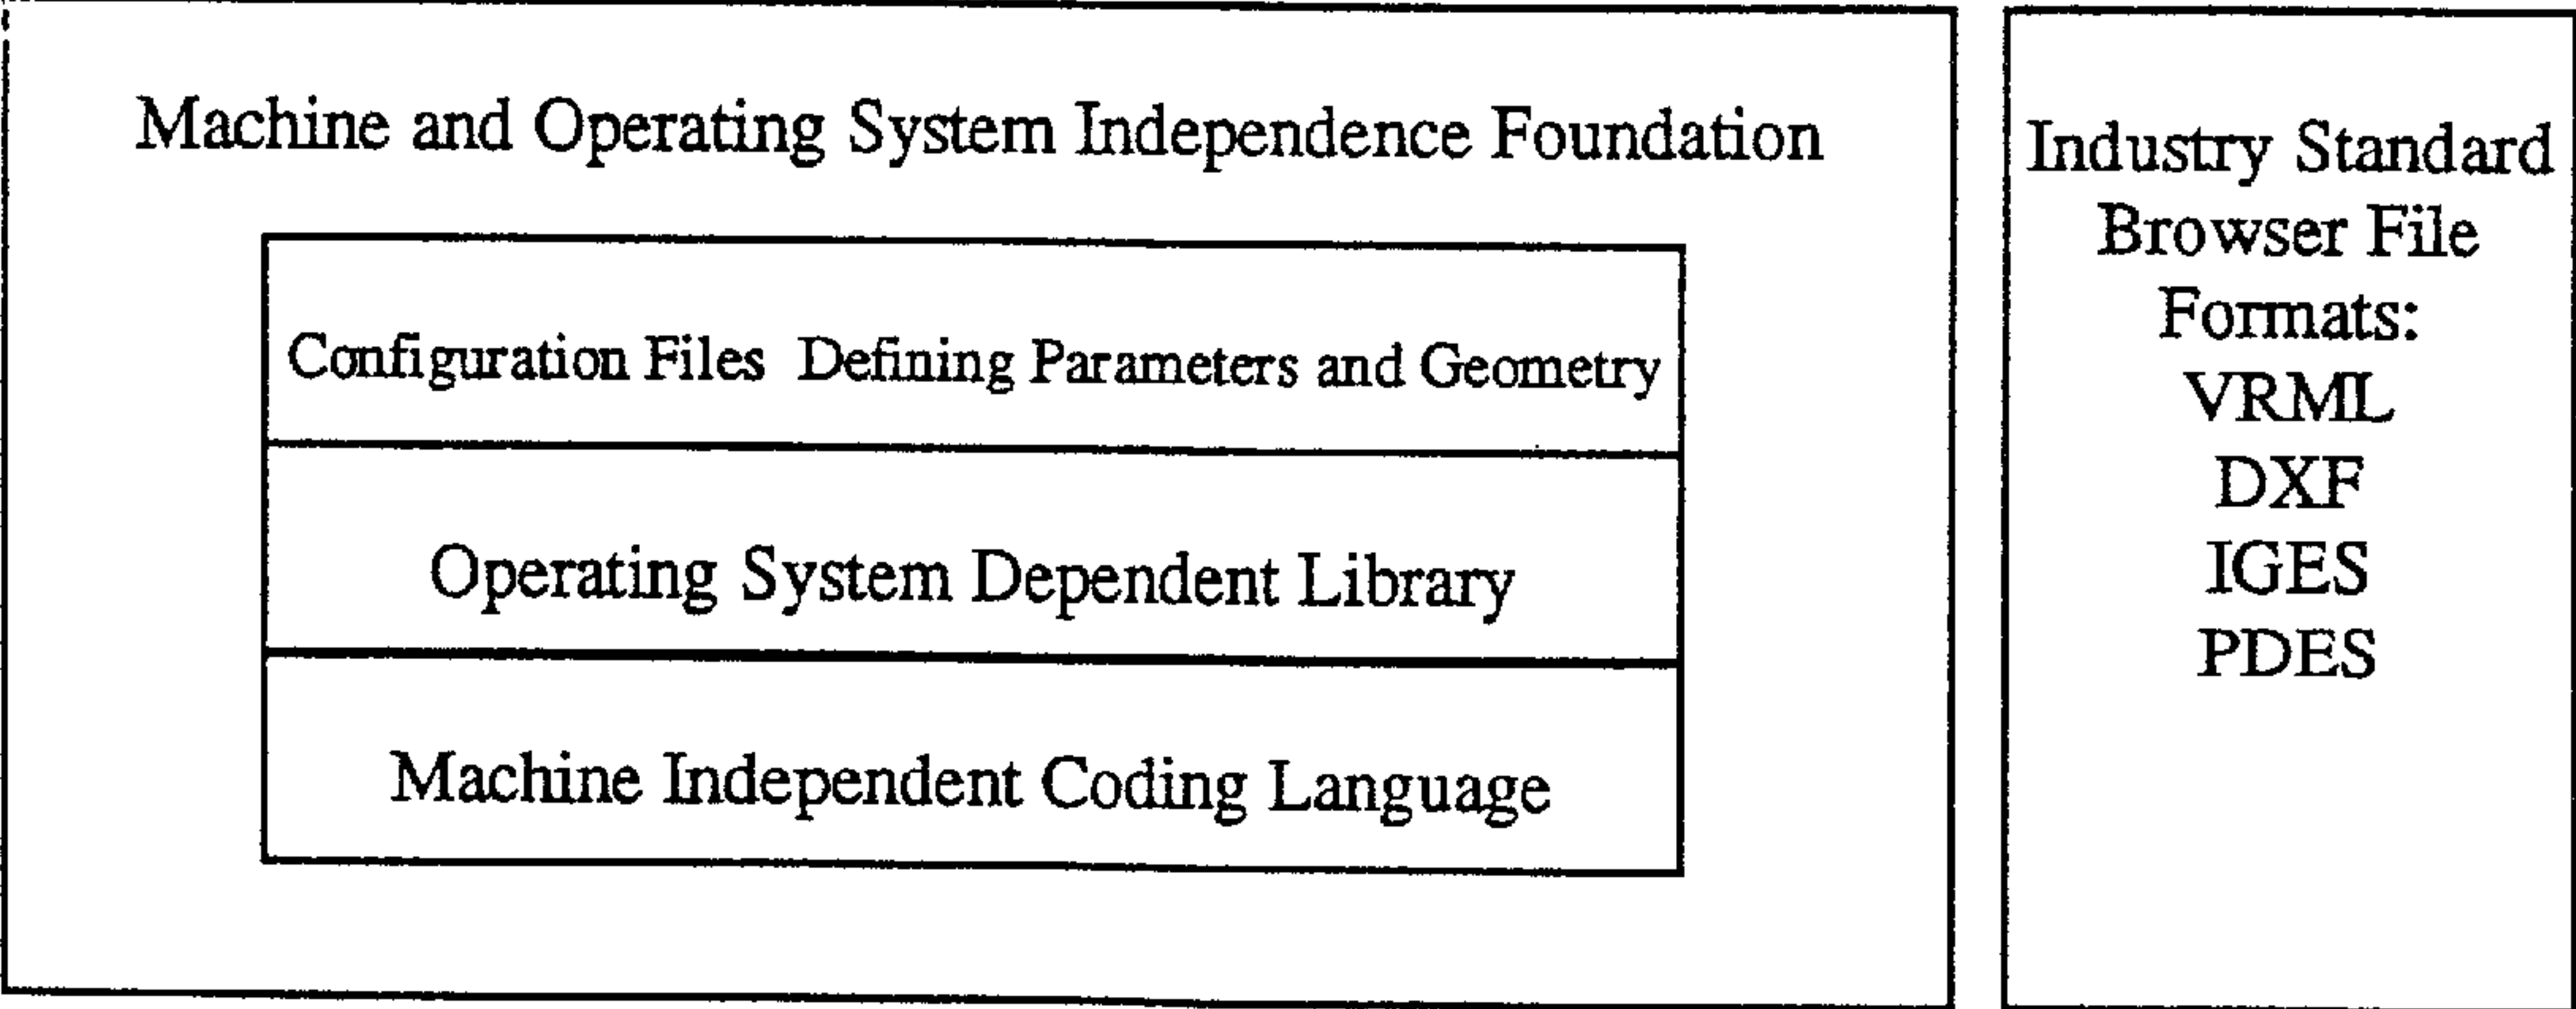 Machine and Operating System Independence Foundation
Configuration Files Defining Parameters and Geometry
Operating System Dependent Library
Machine Independent Coding Language
Industry Standard
Browser File
Formats:
VRML
DXF
IGES
PDES